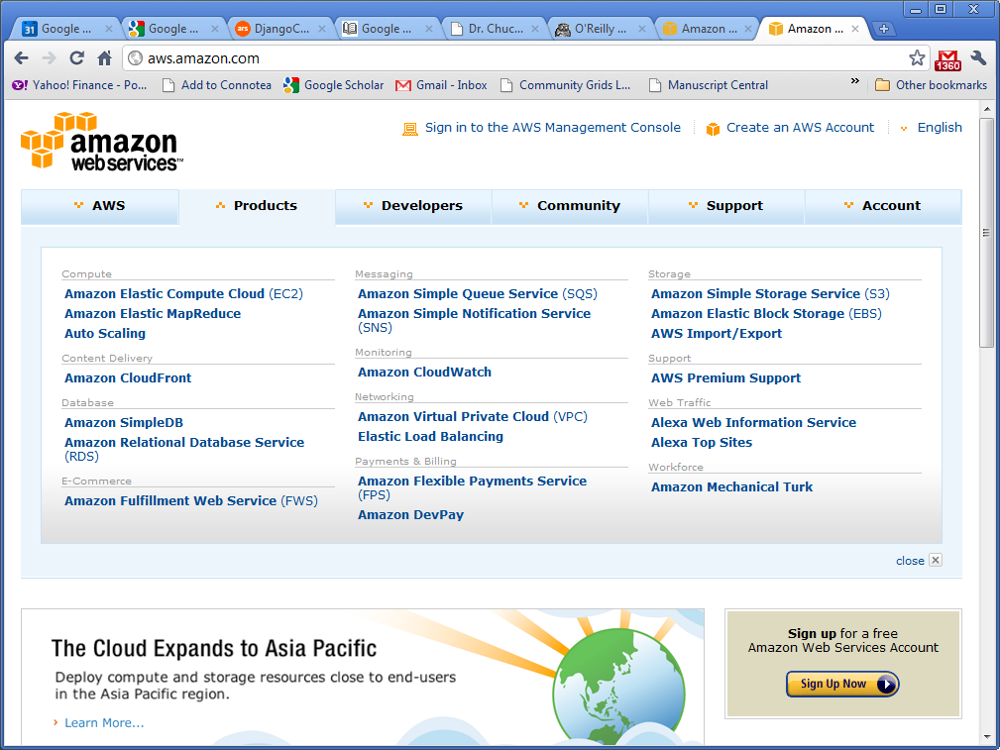 31 Google ...
Google ...
ars DjangoC...
Google ...
Dr. Chuc...
O'Reilly ...
Amazon ...
Amazon ...
aws.amazon.com
1360
Y! Yahoo! Finance - Po...
Add to Connotea
Google Scholar
Gmail - Inbox
Community Grids L...
Manuscript Central
»
Other bookmarks
amazon
webservices™
Sign in to the AWS Management Console
Create an AWS Account
English
AWS
Products
Developers
Community
Support
Account
Compute
Amazon Elastic Compute Cloud (EC2)
Amazon Elastic MapReduce
Auto Scaling
Content Delivery
Amazon CloudFront
Database
Amazon SimpleDB
Amazon Relational Database Service
(RDS)
E-Commerce
Amazon Fulfillment Web Service (FWS)
Messaging
Amazon Simple Queue Service (SQS)
Amazon Simple Notification Service
(SNS)
Monitoring
Amazon CloudWatch
Networking
Amazon Virtual Private Cloud (VPC)
Elastic Load Balancing
Payments & Billing
Amazon Flexible Payments Service
(FPS)
Amazon DevPay
Storage
Amazon Simple Storage Service (S3)
Amazon Elastic Block Storage (EBS)
AWS Import/Export
Support
AWS Premium Support
Web Traffic
Alexa Web Information Service
Alexa Top Sites
Workforce
Amazon Mechanical Turk
close
The Cloud Expands to Asia Pacific
Deploy compute and storage resources close to end-users
in the Asia Pacific region.
› Learn More...
Sign up for a free
Amazon Web Services Account
Sign Up Now